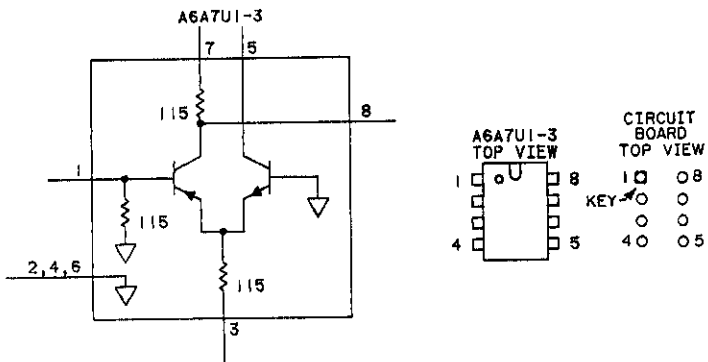 A6A7U1-3
7 5
115
8
1
115
2,4,6
115
3
A6A7U1-3
TOP VIEW
1 8
4 5
CIRCUIT
BOARD
TOP VIEW
1 8
KEY
4 5